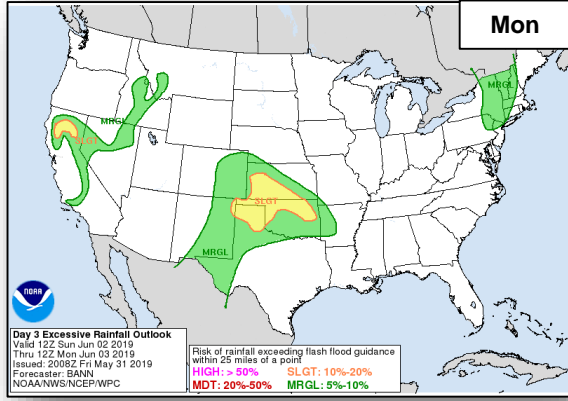 Mon
MRGL
MRGL
SLGT
SLGT
MRGL
NOAA
Day 3 Excessive Rainfall Outlook
Valid 12Z Sun Jun 02 2019
Thru 12Z Mon Jun 03 2019
Issued: 2008Z Fri May 31 2019
Forecaster: BANN
NOAA/NWS/NCEP/WPC
Risk of rainfall exceeding flash flood guidance
within 25 miles of a point
HIGH: > 50% SLGT: 10%-20%
MDT: 20%-50% MRGL: 5%-10%